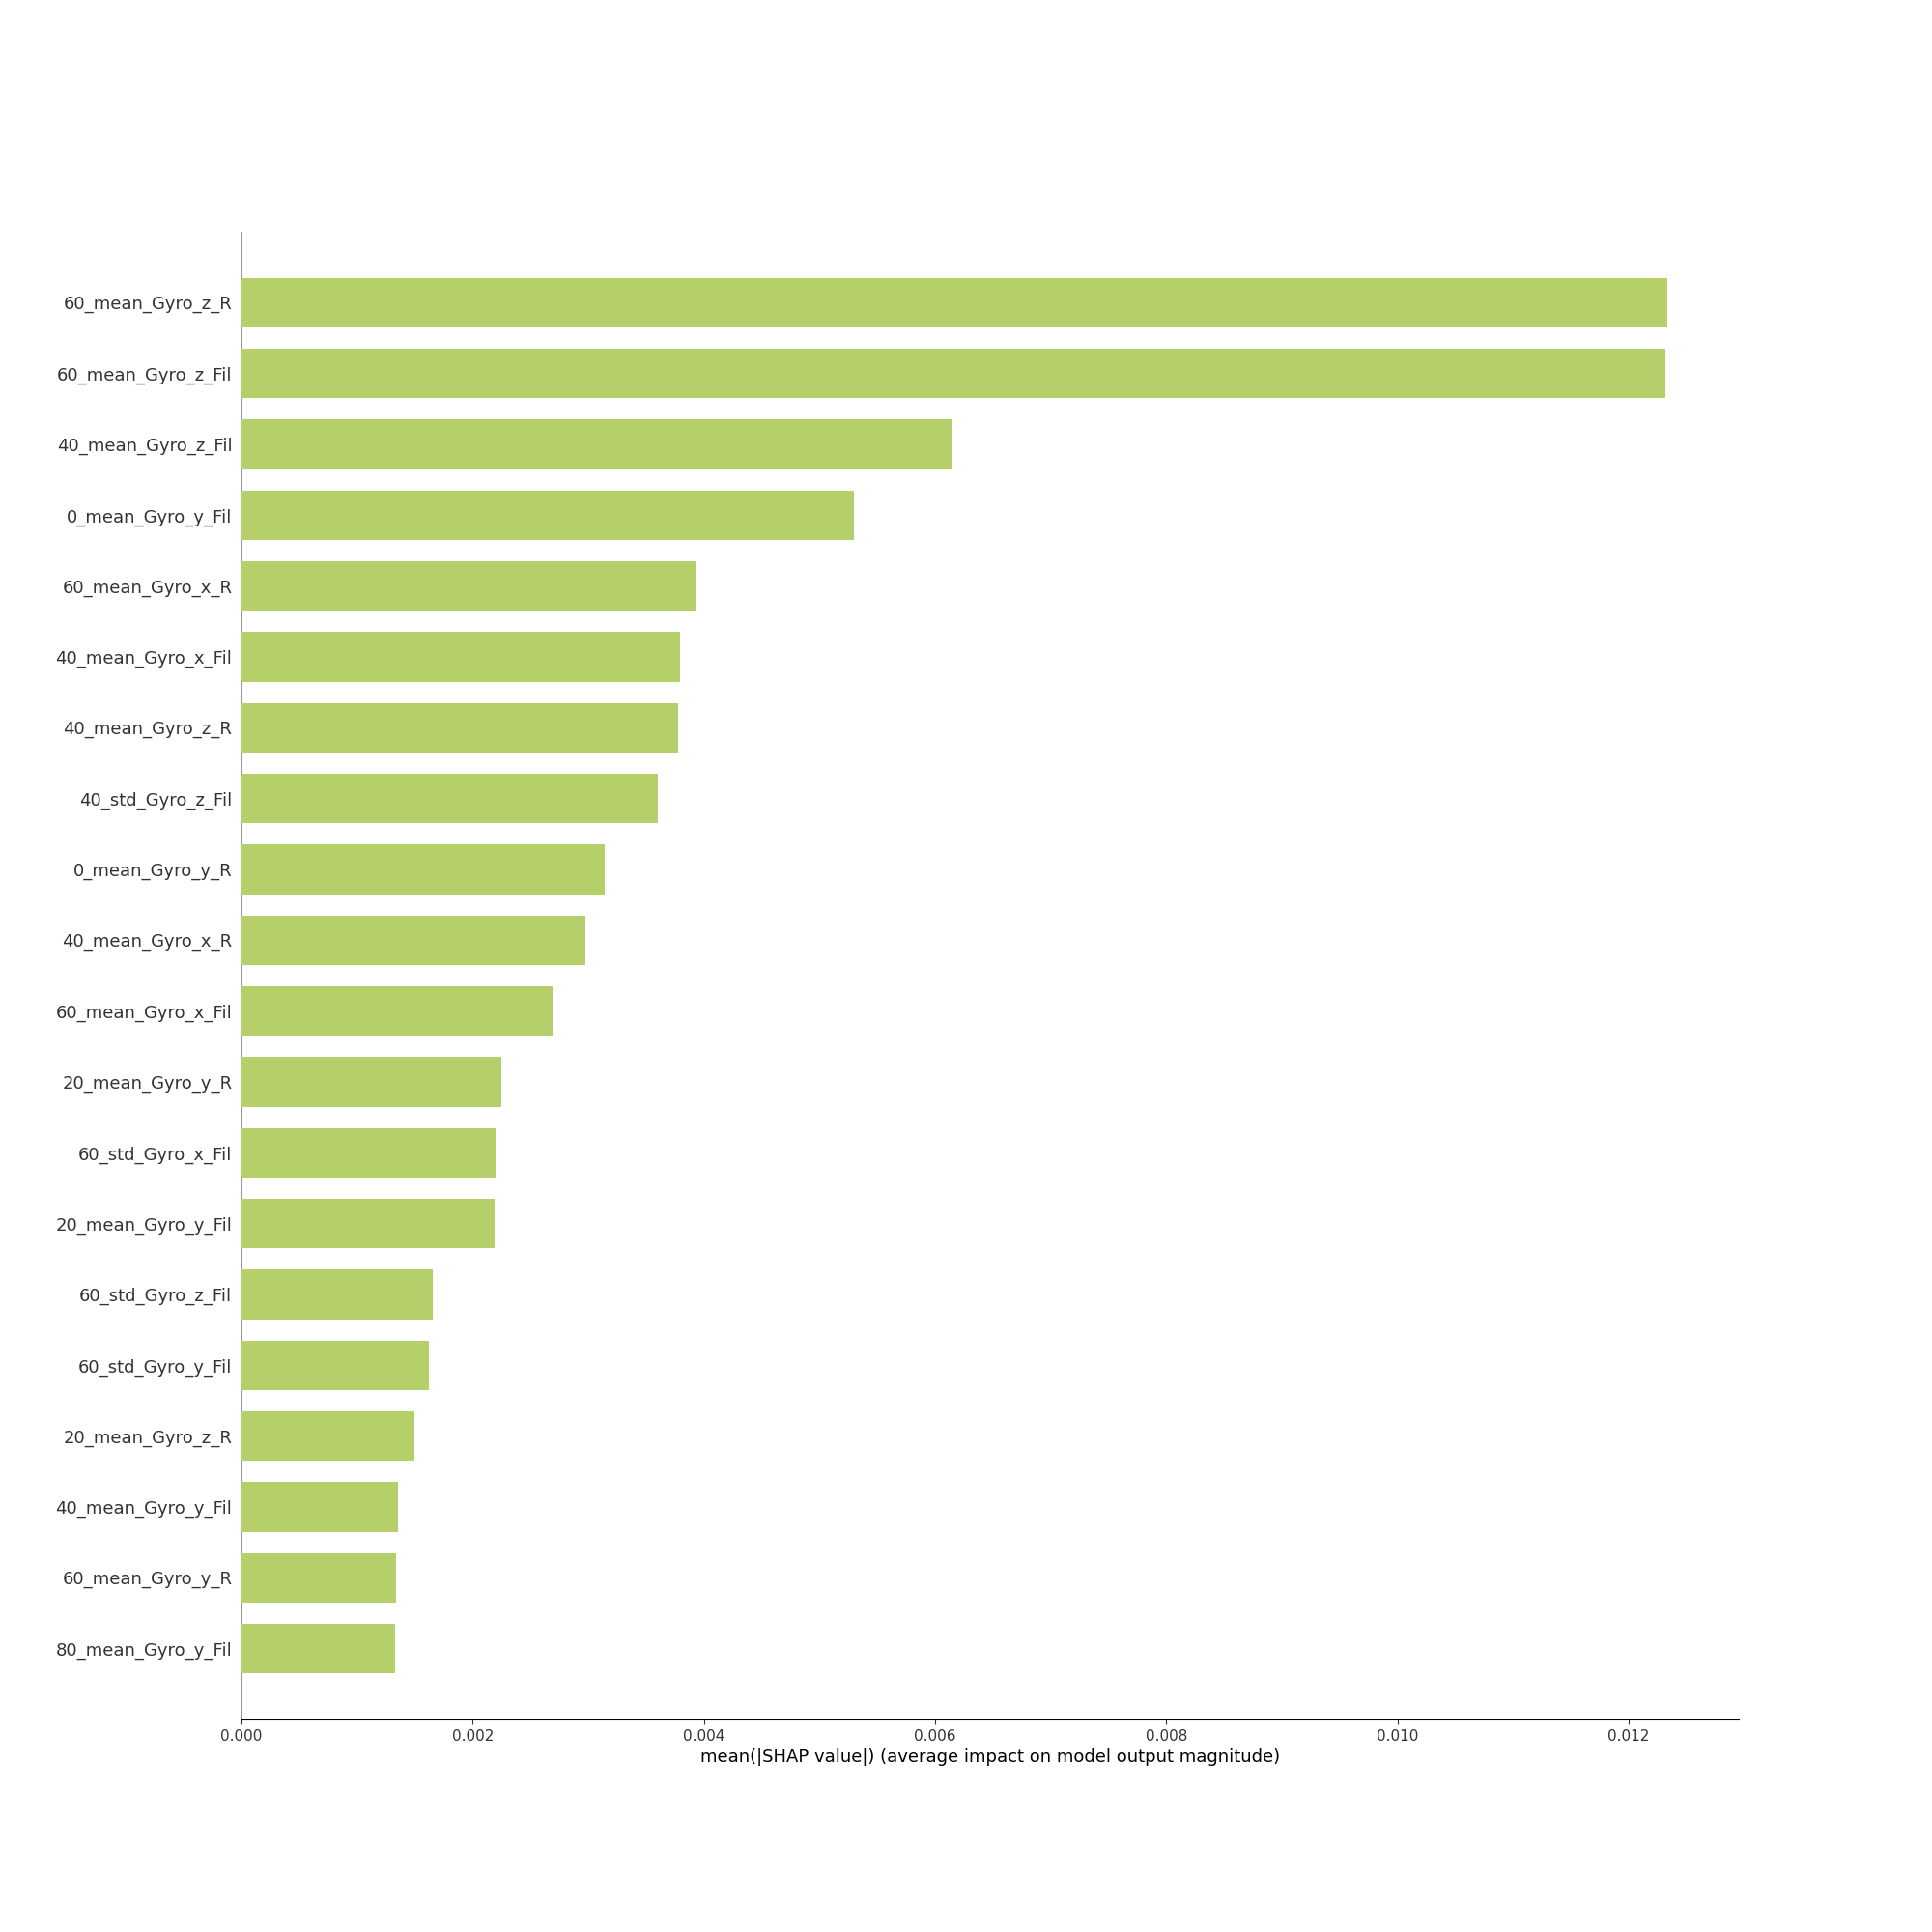 60_mean_Gyro_z_R
60_mean_Gyro_z_Fil
40_mean_Gyro_z_Fil
0_mean_Gyro_y_Fil
60_mean_Gyro_x_R
40_mean_Gyro_x_Fil
40_mean_Gyro_z_R
40_std_Gyro_z_Fil
0_mean_Gyro_y_R
40_mean_Gyro_x_R
60_mean_Gyro_x_Fil
20_mean_Gyro_y_R
60_std_Gyro_x_Fil
20_mean_Gyro_y_Fil
60_std_Gyro_z_Fil
60_std_Gyro_y_Fil
20_mean_Gyro_z_R
40_mean_Gyro_y_Fil
60_mean_Gyro_y_R
80_mean_Gyro_y_Fil
0.000 0.002 0.004 0.006 0.008 0.010 0.012
mean(|SHAP value|) (average impact on model output magnitude)